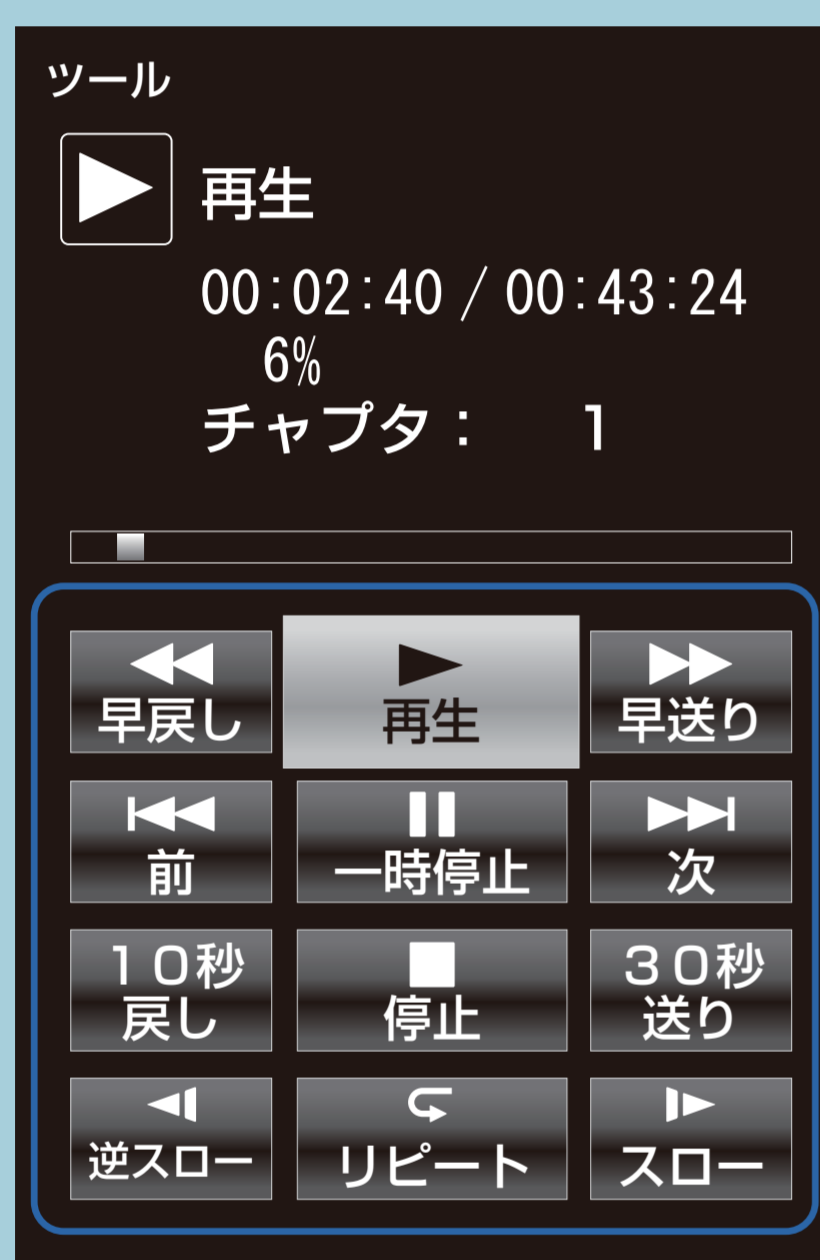 ツール
再生
00:02:40 / 00:43:24
6%
チャプタ： 1
早戻し
再生
早送り
前
一時停止
次
１０秒
戻し
停止
３０秒
送り
逆スロー
リピート
スロー